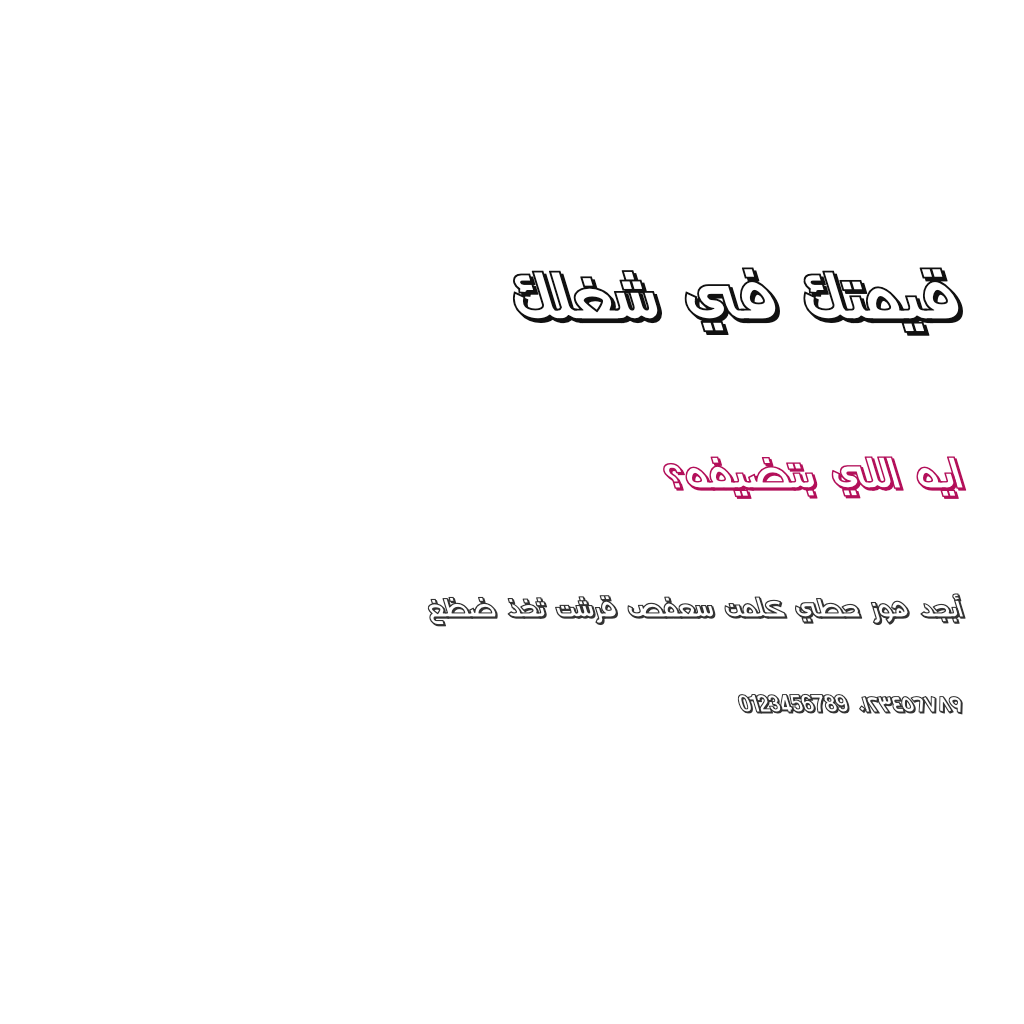 قيمتك في شغلك
ايه اللي بتضيفه؟
أبجد هوز حطي كلمن سعفص قرشت ثخذ ضظغ
٠١٢٣٤٥٦٧٨٩ 0123456789